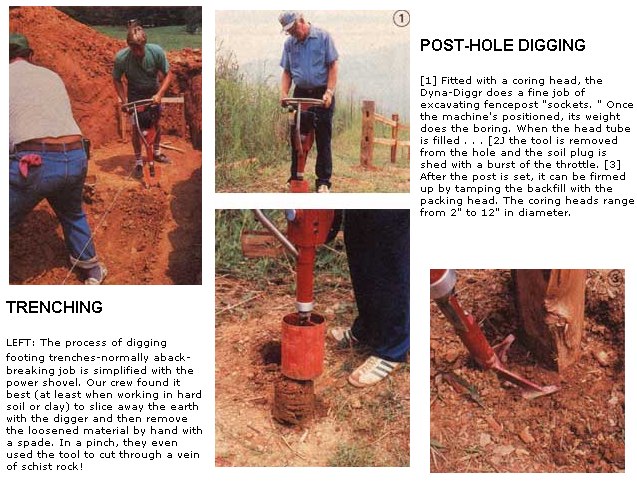 1
POST-HOLE DIGGING
[1] Fitted with a coring head, the
Dyna-Diggr does a fine job of
excavating fencepost "sockets. " Once
the machine's positioned, its weight
does the boring. When the head tube
is filled . . . [2J the tool is removed
from the hole and the soil plug is
shed with a burst of the throttle. [3]
After the post is set, it can be firmed
up by tamping the backfill with the
packing head. The coring heads range
from 2" to 12" in diameter.
TRENCHING
LEFT: The process of digging
footing trenches-normally aback-
breaking job is simplified with the
power shovel. Our crew found it
best (at least when working in hard
soil or clay) to slice away the earth
with the digger and then remove
the loosened material by hand with
a spade. In a pinch, they even
used the tool to cut through a vein
of schist rock!